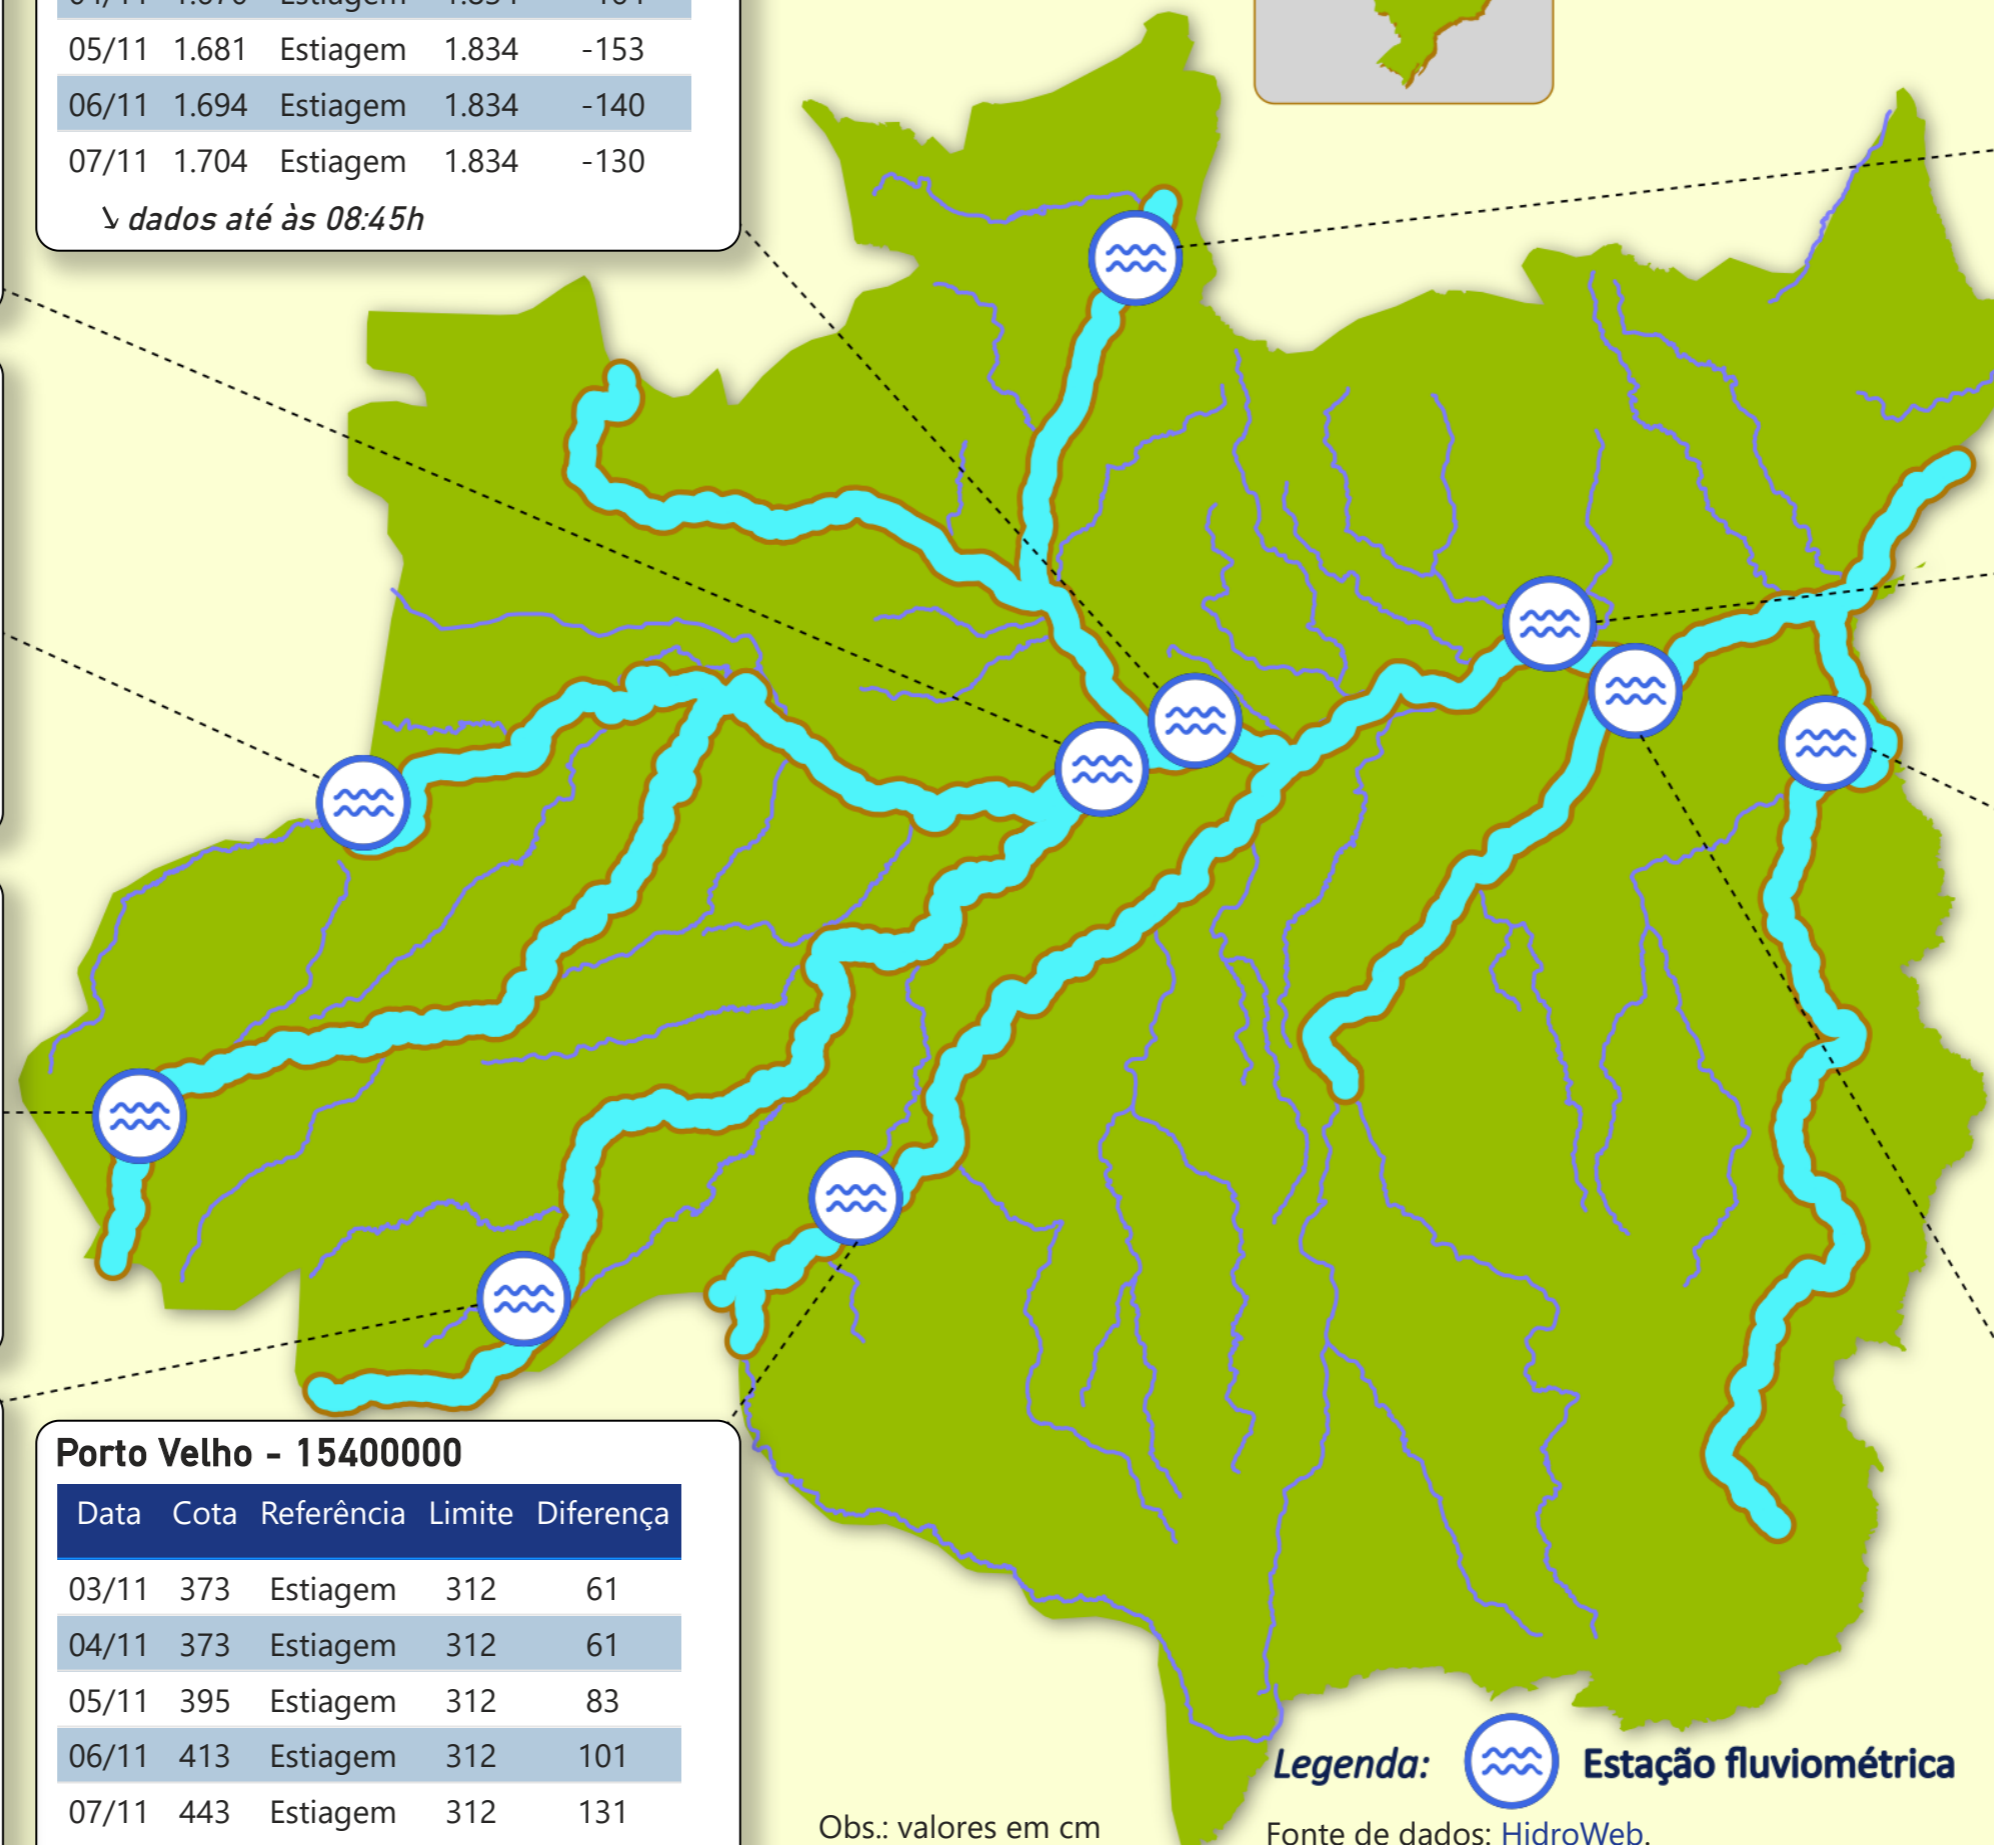 05/11 1.681 Estiagem 1.834 -153
06/11 1.694 Estiagem 1.834 -140
07/11 1.704 Estiagem 1.834 -130
↘ dados até às 08:45h
Porto Velho - 15400000
Data Cota Referência Limite Diferença
03/11 373 Estiagem 312 61
04/11 373 Estiagem 312 61
05/11 395 Estiagem 312 83
06/11 413 Estiagem 312 101
07/11 443 Estiagem 312 131
Legenda: Estação fluviométrica
Obs.: valores em cm
Fonte de dados: HidroWeb.